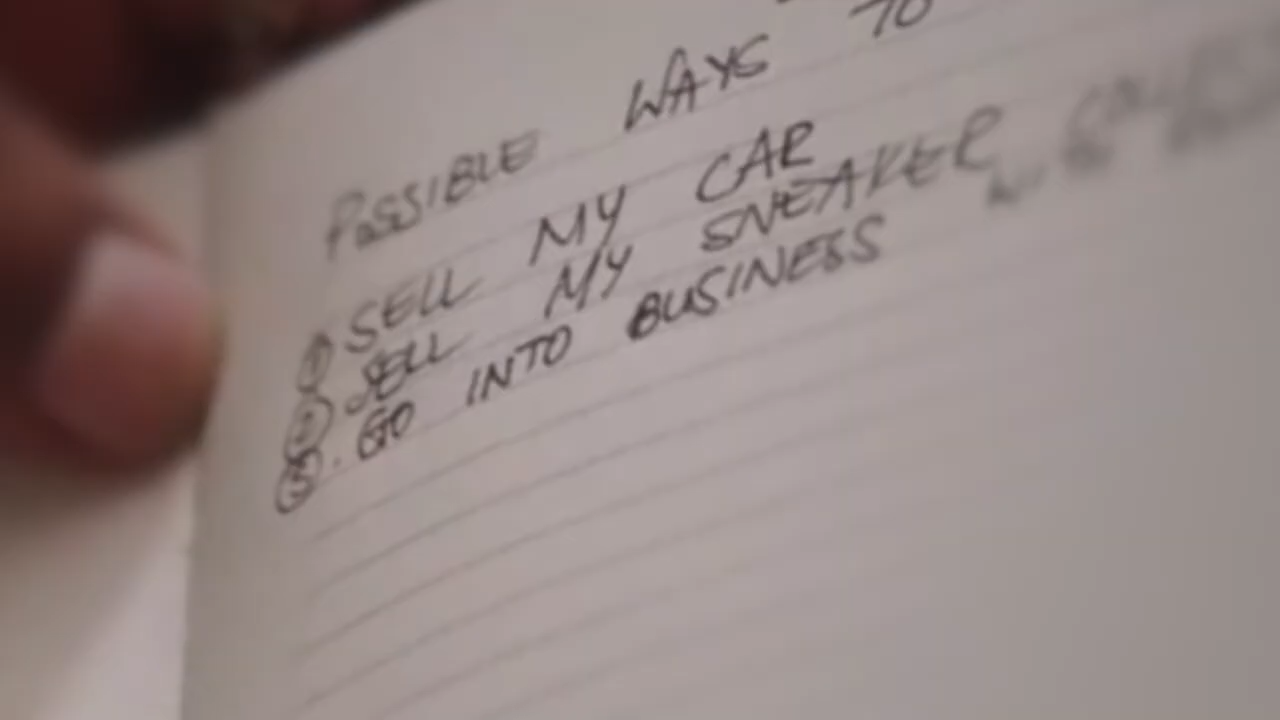 POSSIBLE WAYS TO
① SELL MY CAR
② SELL MY SNEAKER
③. GO INTO BUSINESS